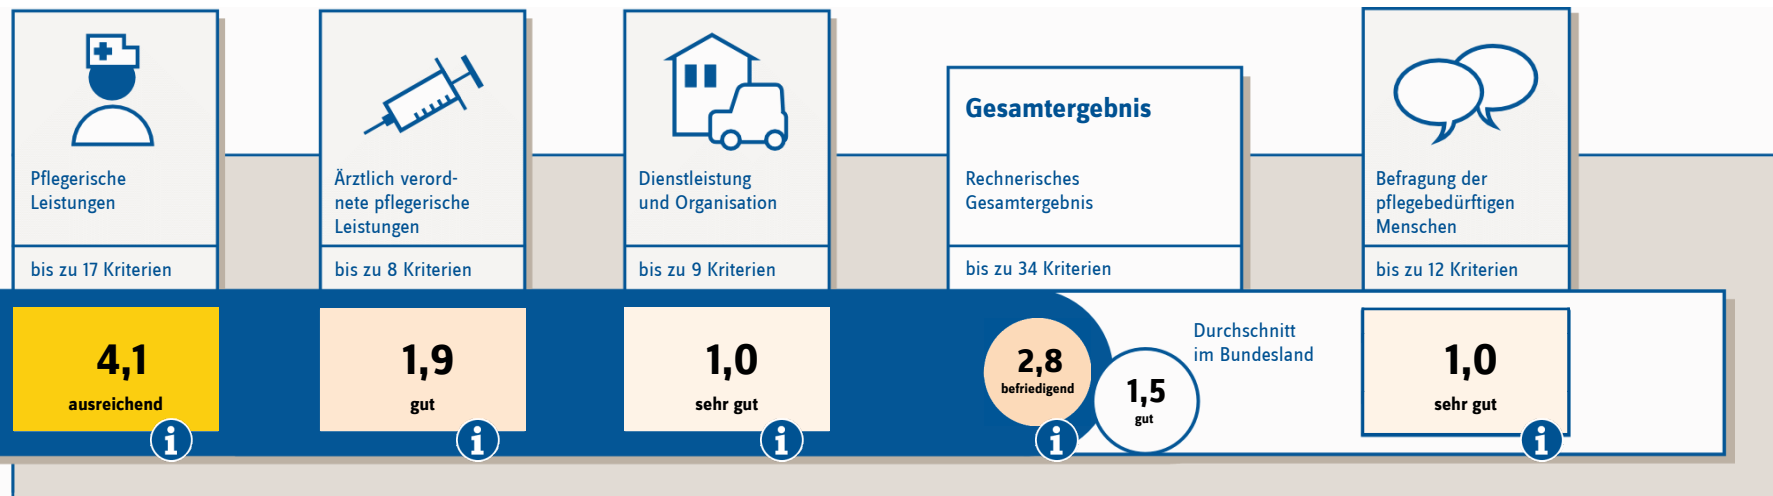 Pflegerische
Leistungen
bis zu 17 Kriterien
4,1
ausreichend
i
Ärztlich verord-
nete pflegerische
Leistungen
bis zu 8 Kriterien
1,9
gut
i
Dienstleistung
und Organisation
bis zu 9 Kriterien
1,0
sehr gut
i
Gesamtergebnis
Rechnerisches
Gesamtergebnis
bis zu 34 Kriterien
2,8
befriedigend
i
1,5
gut
Durchschnitt
im Bundesland
Befragung der
pflegebedürftigen
Menschen
bis zu 12 Kriterien
1,0
sehr gut
i